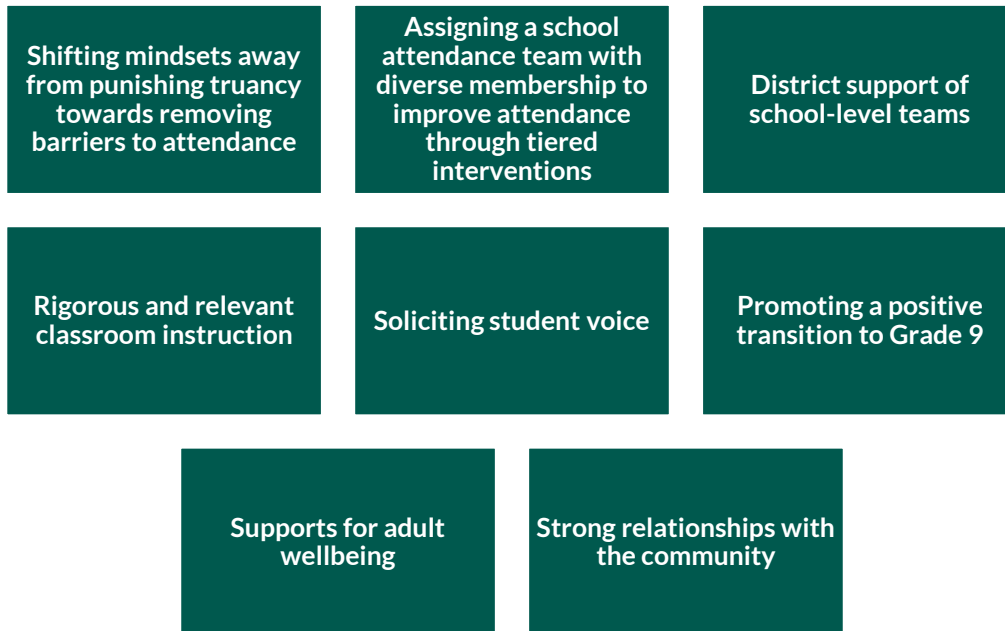 Shifting mindsets away
from punishing truancy
towards removing
barriers to attendance
Assigning a school
attendance team with
diverse membership to
improve attendance
through tiered
interventions
District support of
school-level teams
Rigorous and relevant
classroom instruction
Soliciting student voice
Promoting a positive
transition to Grade 9
Supports for adult
wellbeing
Strong relationships with
the community